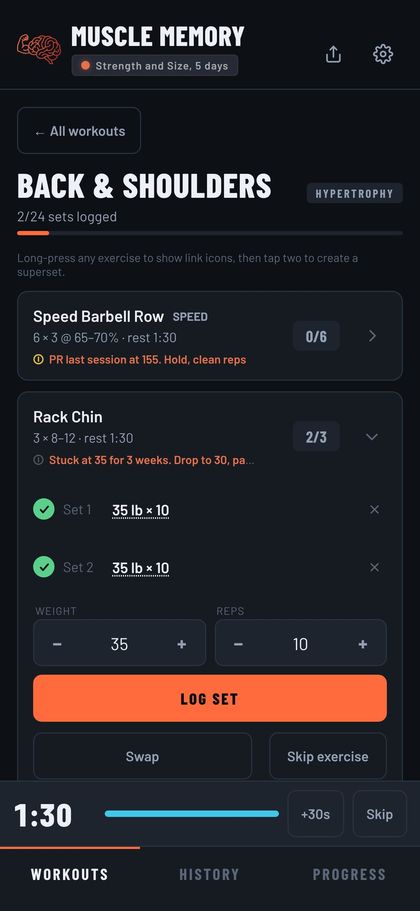 MUSCLE MEMORY
Strength and Size, 5 days
← All workouts
BACK & SHOULDERS
HYPERTROPHY
2/24 sets logged
Long-press any exercise to show link icons, then tap two to create a
superset.
Speed Barbell Row SPEED
6 × 3 @ 65–70% · rest 1:30
0/6
PR last session at 155. Hold, clean reps
Rack Chin
3 × 8–12 · rest 1:30
2/3
Stuck at 35 for 3 weeks. Drop to 30, pa...
Set 1 35 lb × 10 ×
Set 2 35 lb × 10 ×
WEIGHT REPS
− 35 + − 10 +
LOG SET
Swap Skip exercise
1:30 +30s Skip
WORKOUTS HISTORY PROGRESS